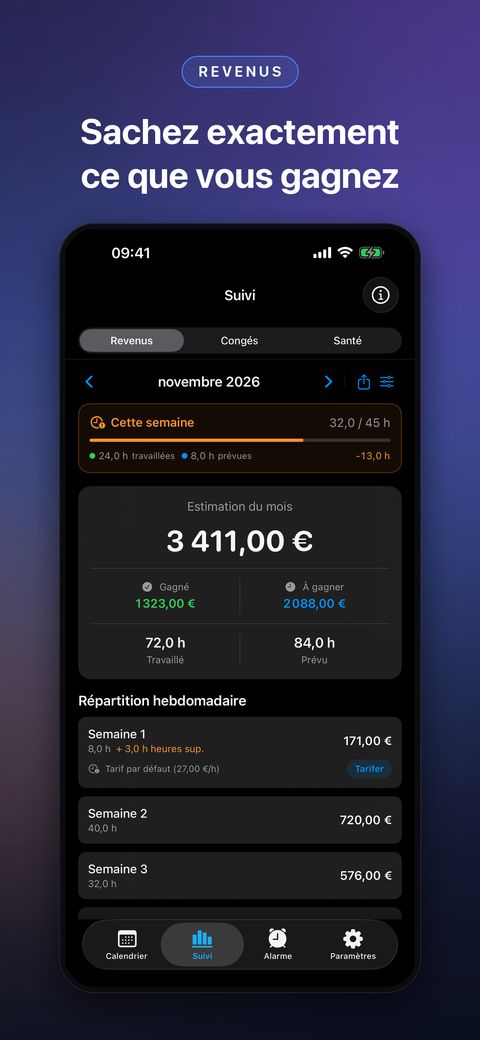 REVENUS
Sachez exactement
ce que vous gagnez
09:41
Suivi
Revenus Congés Santé
novembre 2026
Cette semaine 32,0 / 45 h
24,0 h travaillées 8,0 h prévues -13,0 h
Estimation du mois
3 411,00 €
Gagné À gagner
1 323,00 € 2 088,00 €
72,0 h 84,0 h
Travaillé Prévu
Répartition hebdomadaire
Semaine 1 171,00 €
8,0 h + 3,0 h heures sup.
Tarif par défaut (27,00 €/h) Tarifer
Semaine 2 720,00 €
40,0 h
Semaine 3 576,00 €
32,0 h
Calendrier Suivi Alarme Paramètres